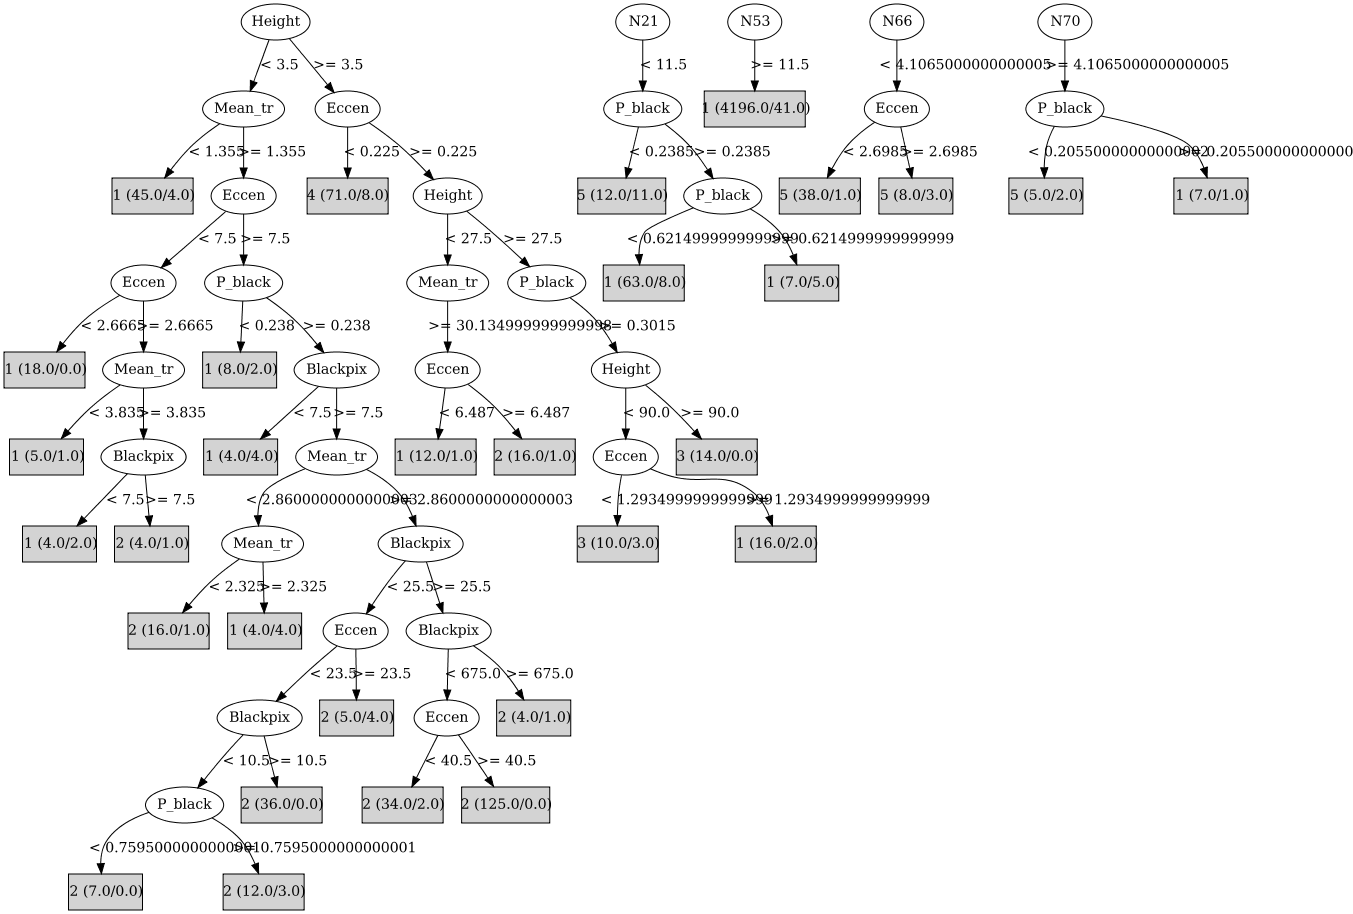 Height N21 N53 N66 N70
< 3.5 >= 3.5 < 11.5 >= 11.5 < 4.1065000000000005 >= 4.1065000000000005
Mean_tr Eccen P_black 1 (4196.0/41.0) Eccen P_black
< 1.355 >= 1.355 < 0.225 >= 0.225 < 0.2385 >= 0.2385 < 2.6985 >= 2.6985 < 0.20550000000000002 >= 0.205500000000000
1 (45.0/4.0) Eccen 4 (71.0/8.0) Height 5 (12.0/11.0) P_black 5 (38.0/1.0) 5 (8.0/3.0) 5 (5.0/2.0) 1 (7.0/1.0)
< 7.5 >= 7.5 < 27.5 >= 27.5 < 0.6214999999999999 >= 0.6214999999999999
Eccen P_black Mean_tr P_black 1 (63.0/8.0) 1 (7.0/5.0)
< 2.6665 >= 2.6665 < 0.238 >= 0.238 >= 30.134999999999998 >= 0.3015
1 (18.0/0.0) Mean_tr 1 (8.0/2.0) Blackpix Eccen Height
< 3.835 >= 3.835 < 7.5 >= 7.5 < 6.487 >= 6.487 < 90.0 >= 90.0
1 (5.0/1.0) Blackpix 1 (4.0/4.0) Mean_tr 1 (12.0/1.0) 2 (16.0/1.0) Eccen 3 (14.0/0.0)
< 7.5 >= 7.5 < 2.8600000000000003 >= 2.8600000000000003 < 1.2934999999999999 >= 1.2934999999999999
1 (4.0/2.0) 2 (4.0/1.0) Mean_tr Blackpix 3 (10.0/3.0) 1 (16.0/2.0)
< 2.325 >= 2.325 < 25.5 >= 25.5
2 (16.0/1.0) 1 (4.0/4.0) Eccen Blackpix
< 23.5 >= 23.5 < 675.0 >= 675.0
Blackpix 2 (5.0/4.0) Eccen 2 (4.0/1.0)
< 10.5 >= 10.5 < 40.5 >= 40.5
P_black 2 (36.0/0.0) 2 (34.0/2.0) 2 (125.0/0.0)
< 0.7595000000000001 >= 0.7595000000000001
2 (7.0/0.0) 2 (12.0/3.0)